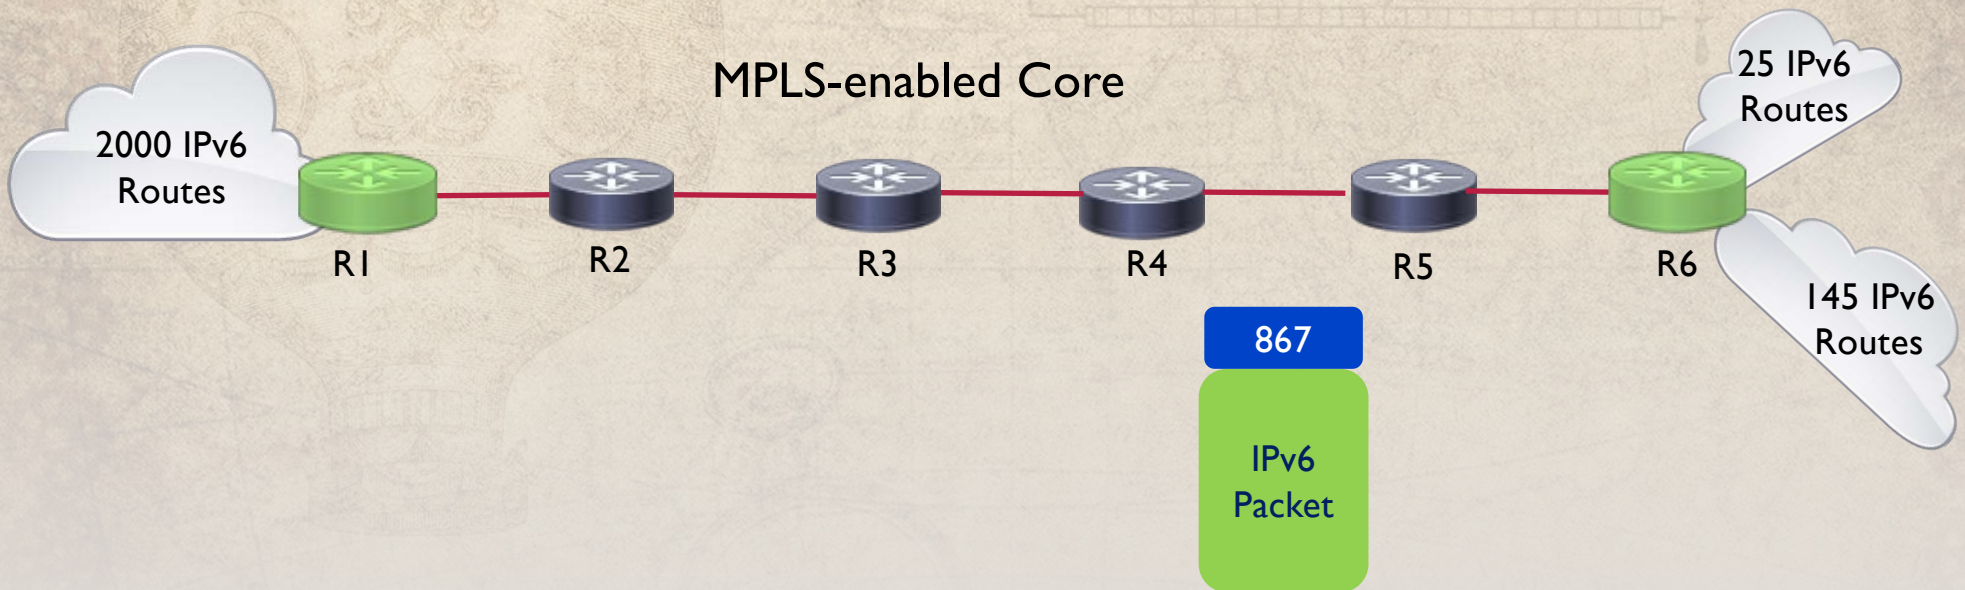 MPLS-enabled Core
2000 IPv6
Routes
25 IPv6
Routes
R1
R2
R3
R4
R5
R6
145 IPv6
Routes
867
IPv6
Packet